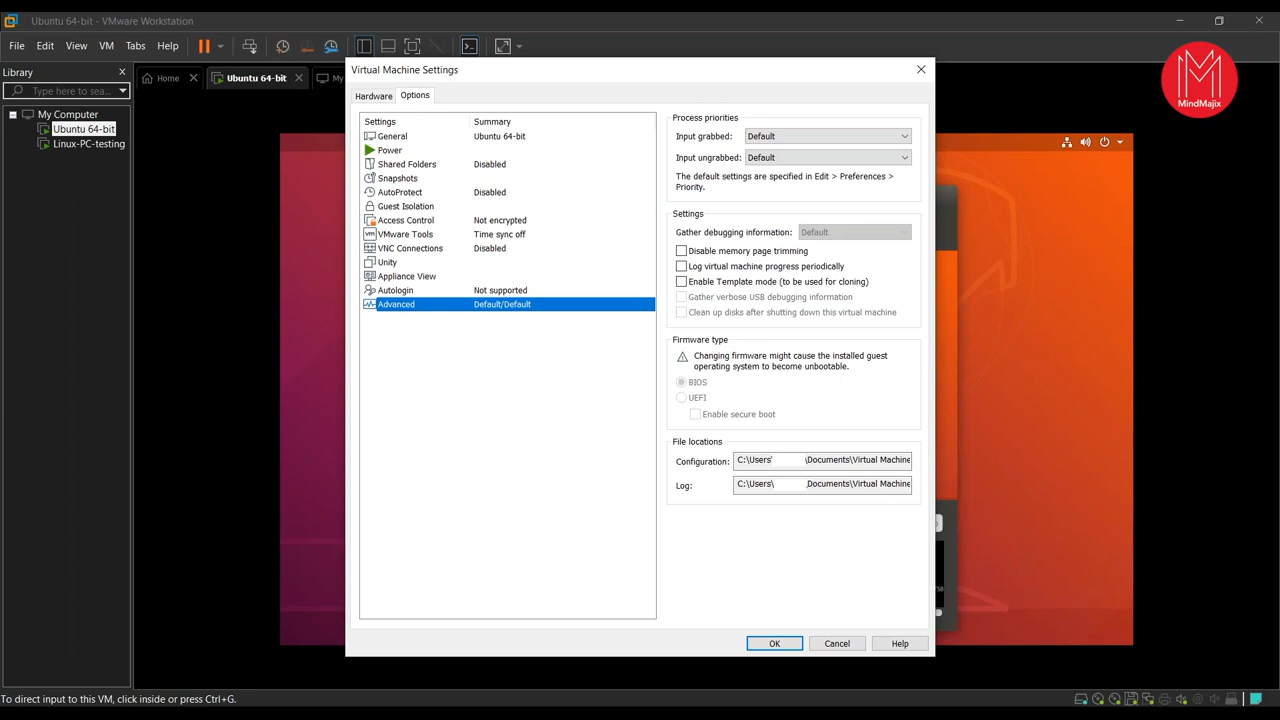 Ubuntu 64-bit - VMware Workstation
File Edit View VM Tabs Help
Library
Type here to sea...
My Computer
Ubuntu 64-bit
Linux-PC-testing
Home
Ubuntu 64-bit
My
MindMajix
Virtual Machine Settings
Hardware Options
Settings Summary
General Ubuntu 64-bit
Power
Shared Folders Disabled
Snapshots
AutoProtect Disabled
Guest Isolation
Access Control Not encrypted
vm VMware Tools Time sync off
VNC Connections Disabled
Unity
Appliance View
Autologin Not supported
Advanced Default/Default
Process priorities
Input grabbed: Default
Input ungrabbed: Default
The default settings are specified in Edit > Preferences >
Priority.
Settings
Gather debugging information: Default
Disable memory page trimming
Log virtual machine progress periodically
Enable Template mode (to be used for cloning)
Gather verbose USB debugging information
Clean up disks after shutting down this virtual machine
Firmware type
Changing firmware might cause the installed guest
operating system to become unbootable.
BIOS
UEFI
Enable secure boot
File locations
Configuration: C:\Users' \Documents\Virtual Machine
Log: C:\Users\ Documents\Virtual Machine
OK Cancel Help
To direct input to this VM, click inside or press Ctrl+G.